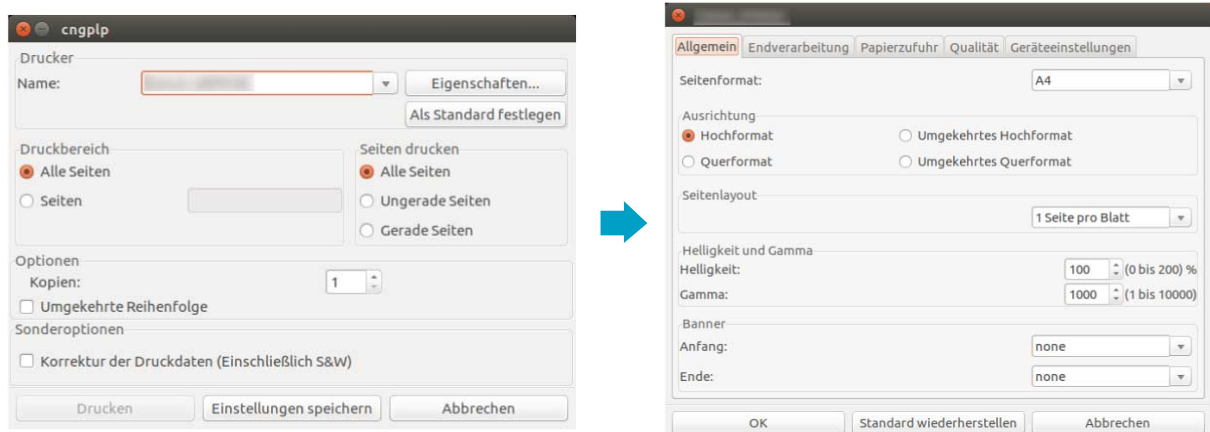 cngplp
Drucker
Name:
Eigenschaften...
Als Standard festlegen
Druckbereich
Alle Seiten
Seiten
Seiten drucken
Alle Seiten
Ungerade Seiten
Gerade Seiten
Optionen
Kopien: 1
Umgekehrte Reihenfolge
Sonderoptionen
Korrektur der Druckdaten (Einschließlich S&W)
Drucken Einstellungen speichern Abbrechen
Allgemein Endverarbeitung Papierzufuhr Qualität Geräteeinstellungen
Seitenformat: A4
Ausrichtung
Hochformat Umgekehrtes Hochformat
Querformat Umgekehrtes Querformat
Seitenlayout
1 Seite pro Blatt
Helligkeit und Gamma
Helligkeit: 100 (0 bis 200) %
Gamma: 1000 (1 bis 10000)
Banner
Anfang: none
Ende: none
OK Standard wiederherstellen Abbrechen